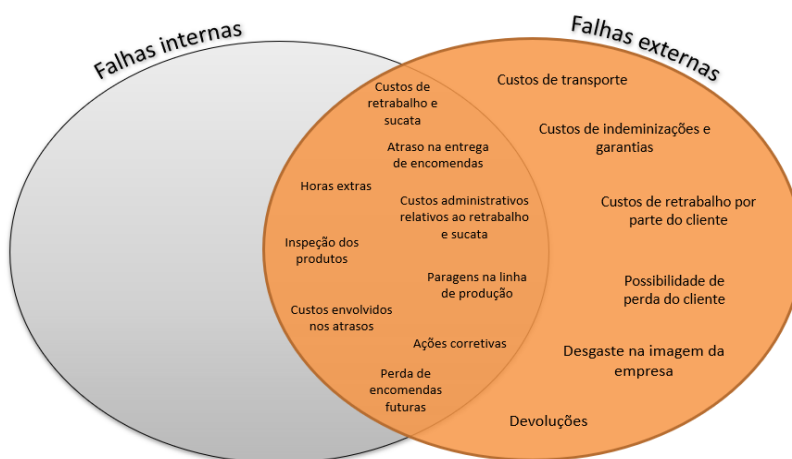 Falhas internas
Falhas externas
Custos de
retrabalho e
sucata
Atraso na entrega
de encomendas
Horas extras
Custos administrativos
relativos ao retrabalho
e sucata
Inspeção dos
produtos
Paragens na linha
de produção
Custos envolvidos
nos atrasos
Ações corretivas
Perda de
encomendas
futuras
Custos de transporte
Custos de indeminizações e
garantias
Custos de retrabalho por
parte do cliente
Possibilidade de
perda do cliente
Desgaste na imagem da
empresa
Devoluções